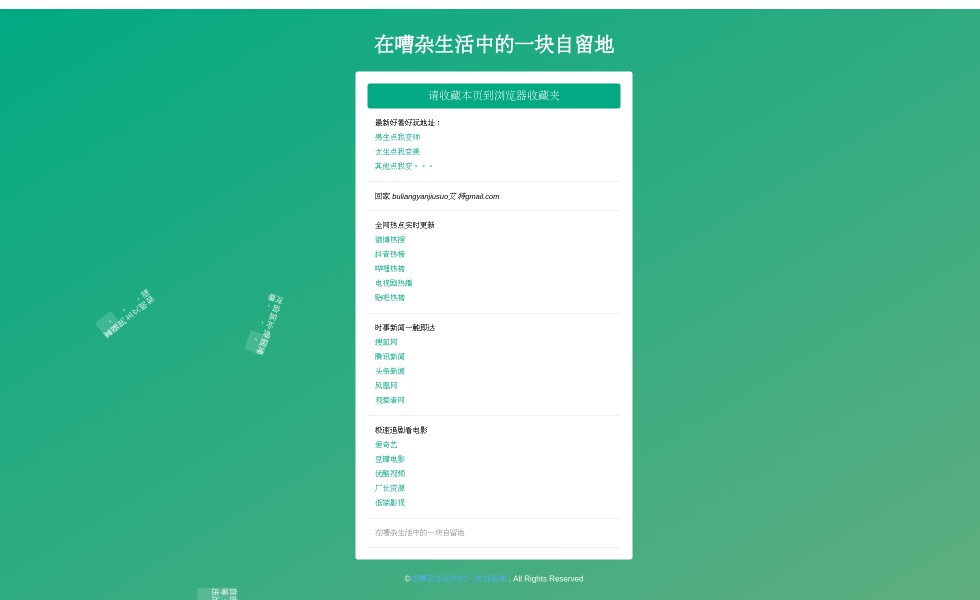 在嘈杂生活中的一块自留地
请收藏本页到浏览器收藏夹
最新好看好玩地址：
男生点我变帅
女生点我变美
其他点我变・・・
回家 buliangyanjiusuo艾特gmail.com
全网热点实时更新
微博热搜
抖音热榜
哔哩热榜
电视剧热播
贴吧热榜
时事新闻一触即达
搜狐网
腾讯新闻
头条新闻
凤凰网
观察者网
极速追剧看电影
爱奇艺
豆瓣电影
优酷视频
厂长资源
低端影视
在嘈杂生活中的一块自留地
©在嘈杂生活中的一块自留地 . All Rights Reserved